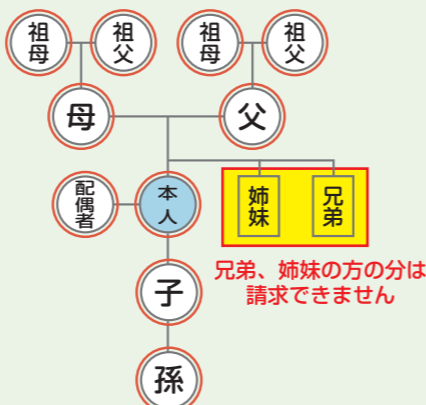 祖母
祖父
祖母
祖父
母
父
配偶者
本人
姉妹
兄弟
兄弟、姉妹の方の分は
請求できません
子
孫